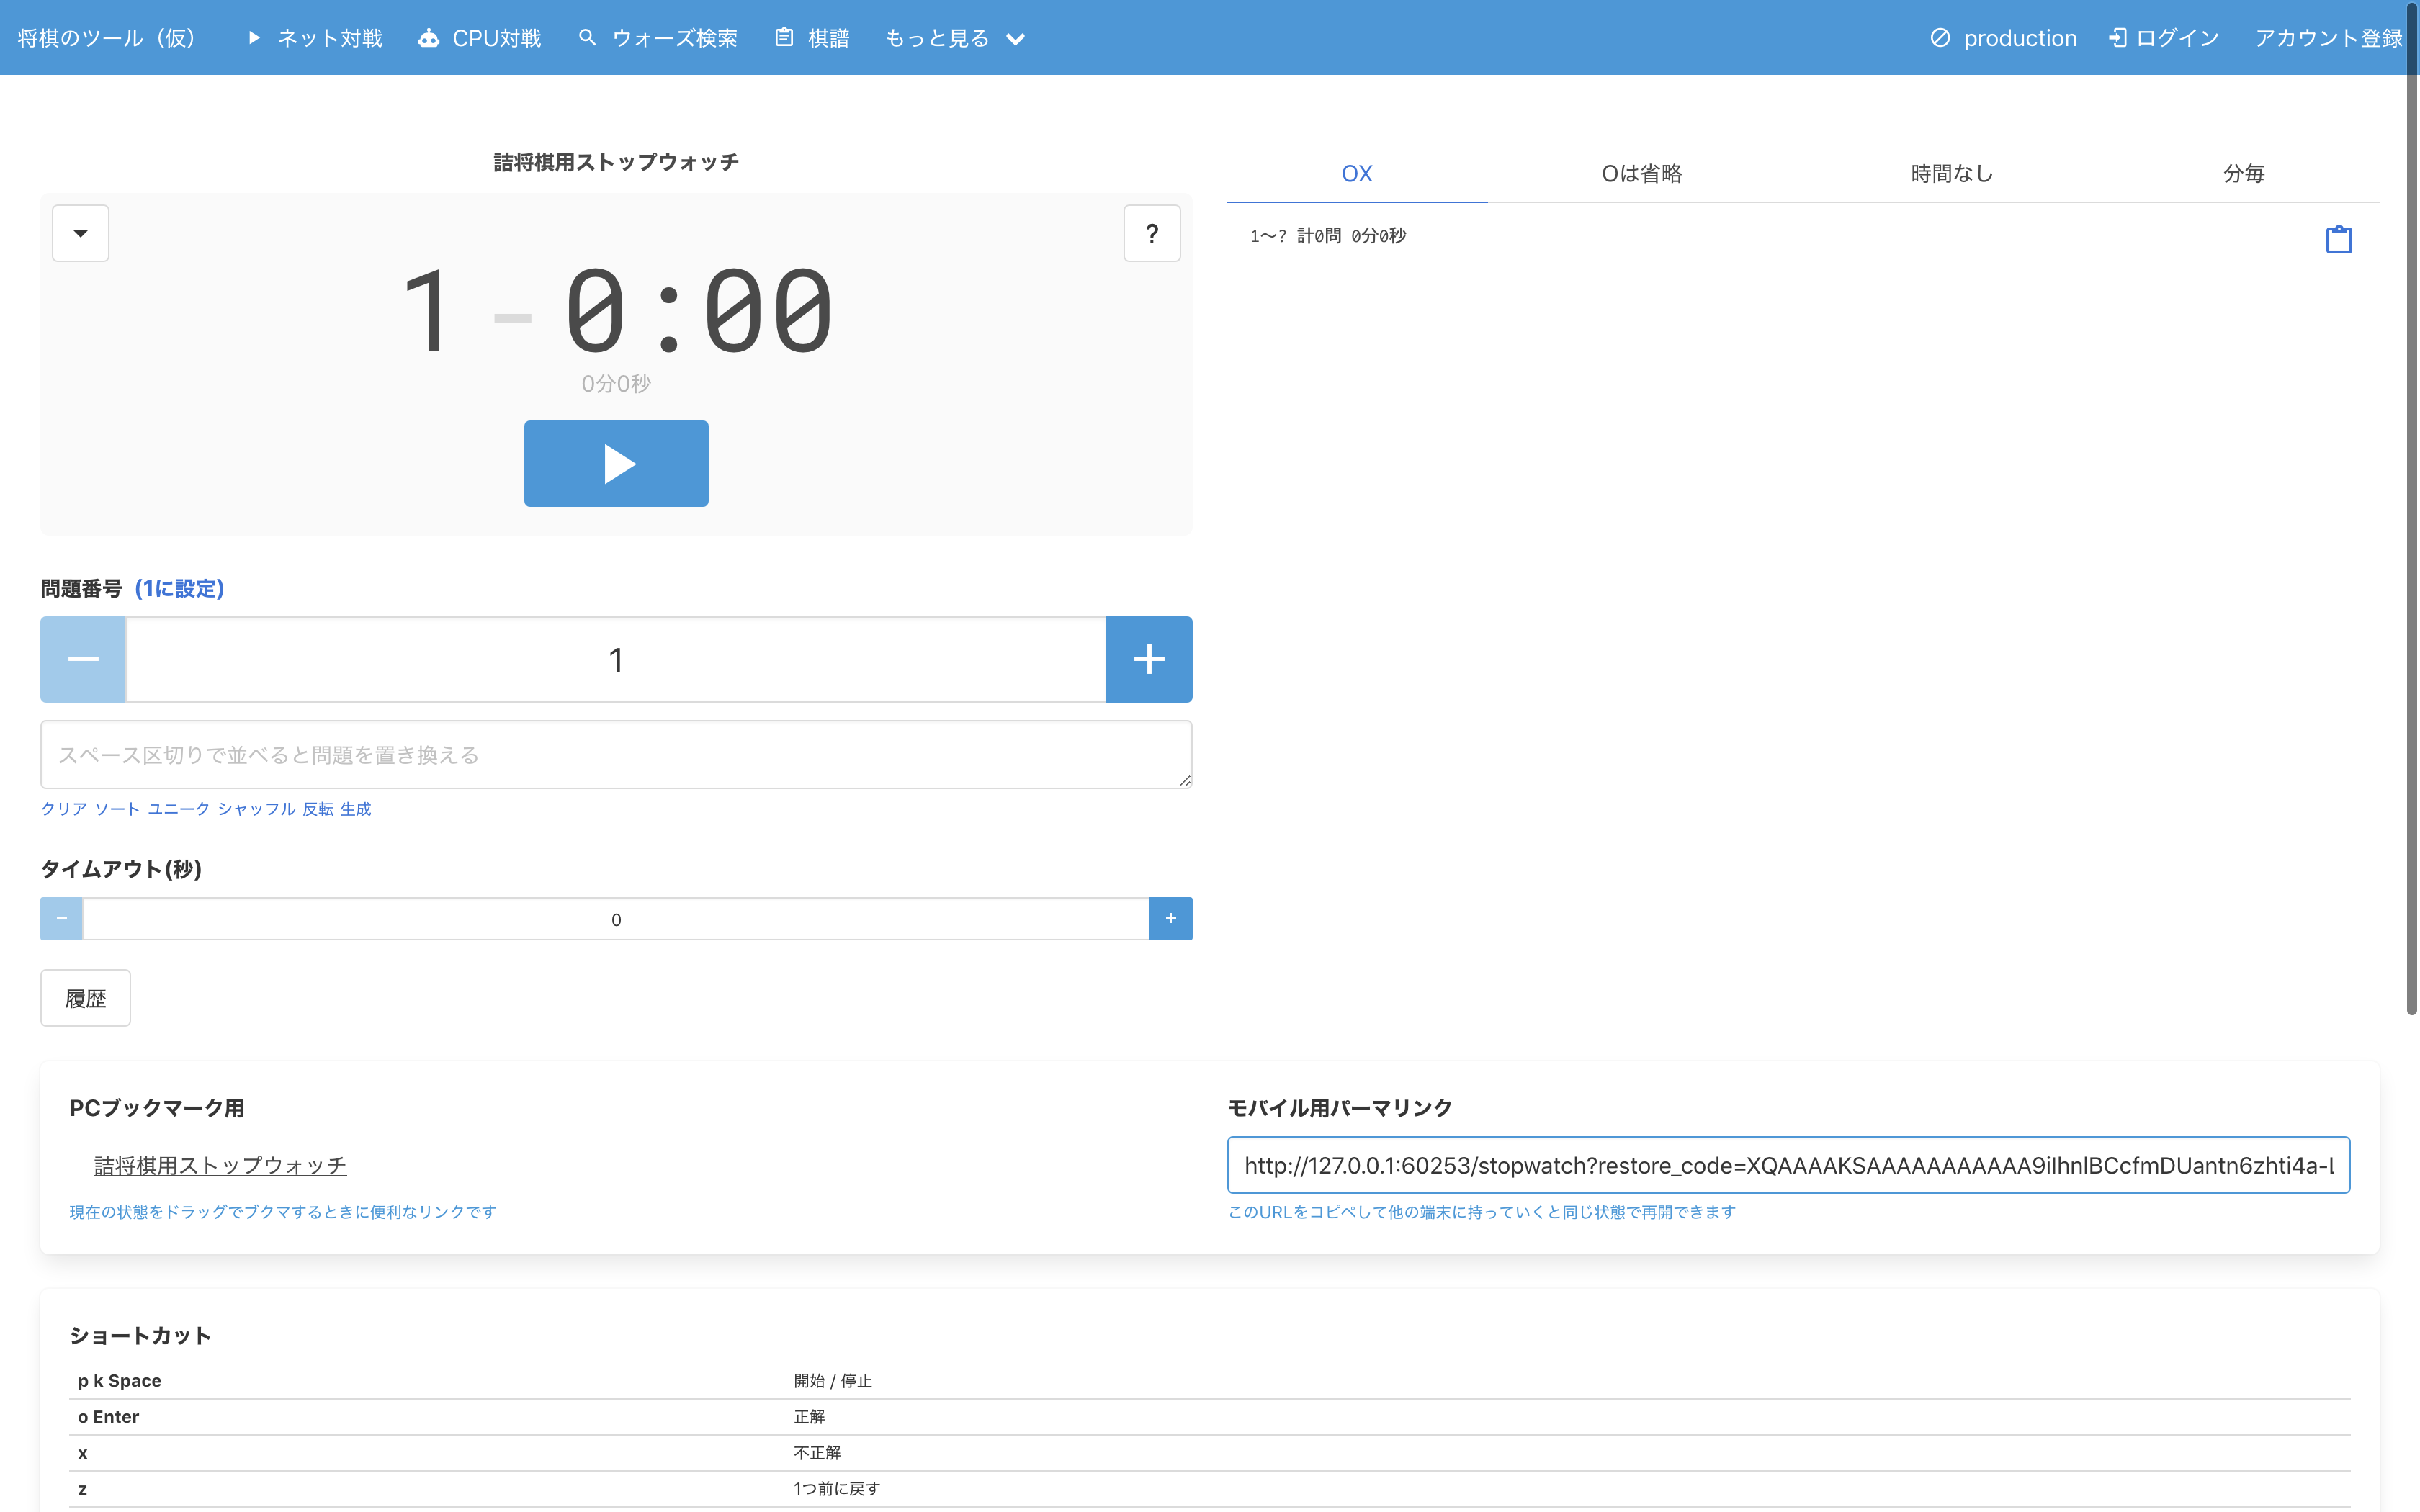 将棋のツール（仮） ネット対戦 CPU対戦 ウォーズ検索 棋譜 もっと見る production ログイン アカウント登録
詰将棋用ストップウォッチ
?
1 - 0:00
0分0秒
問題番号 (1に設定)
1
スペース区切りで並べると問題を置き換える
クリア ソート ユニーク シャッフル 反転 生成
タイムアウト(秒)
0
履歴
OX Oは省略 時間なし 分毎
1〜? 計0問 0分0秒
PCブックマーク用
詰将棋用ストップウォッチ
現在の状態をドラッグでブクマするときに便利なリンクです
モバイル用パーマリンク
http://127.0.0.1:60253/stopwatch?restore_code=XQAAAAKSAAAAAAAAAAA9iIhnIBCcfmDUantn6zhti4a-l
このURLをコピペして他の端末に持っていくと同じ状態で再開できます
ショートカット
p k Space 開始 / 停止
o Enter 正解
x 不正解
z 1つ前に戻す